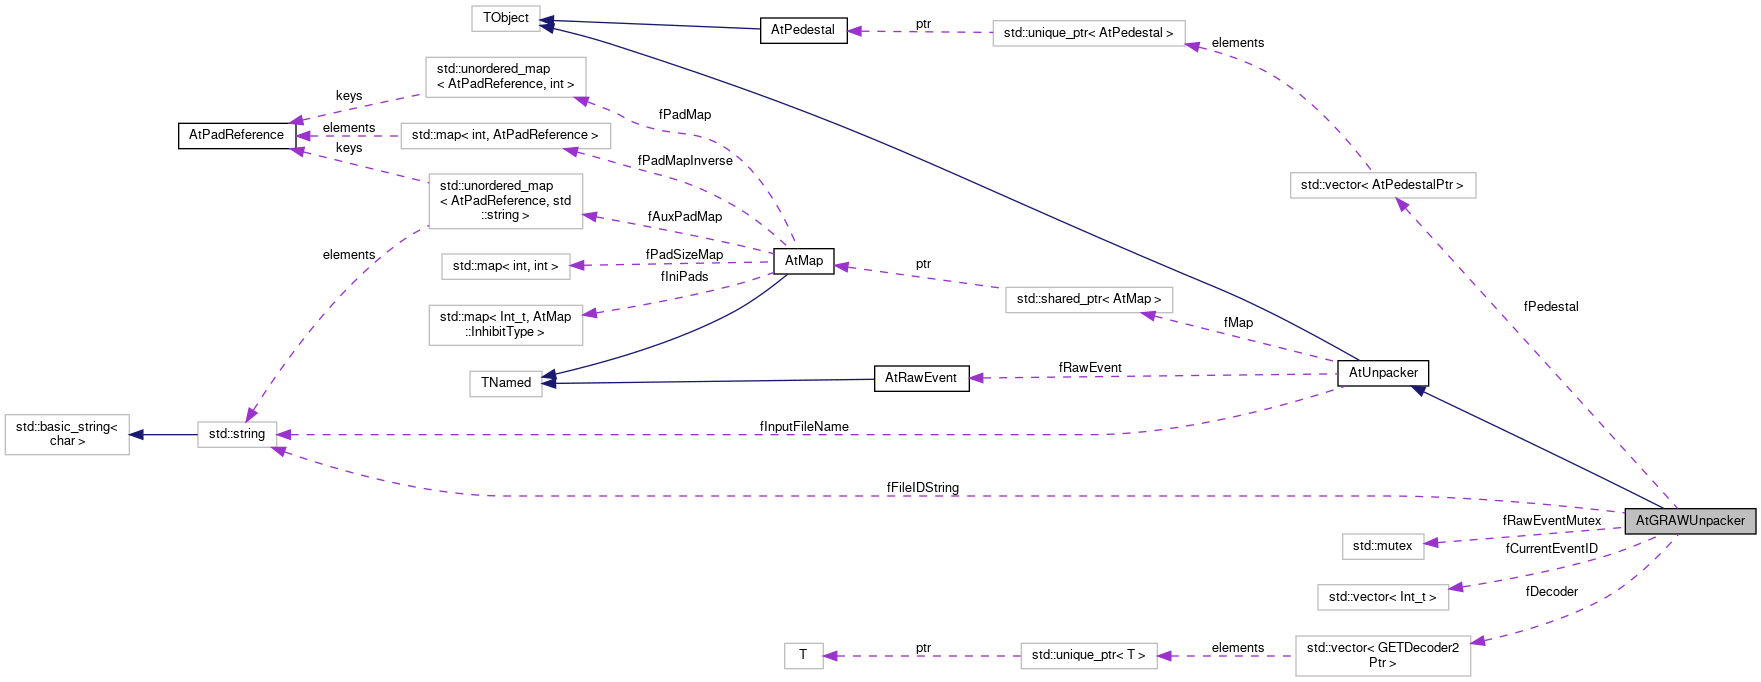 TObject
AtPedestal
ptr
std::unique_ptr< AtPedestal >
elements
std::unordered_map
< AtPadReference, int >
keys
fPadMap
AtPadReference
elements
std::map< int, AtPadReference >
keys
fPadMapInverse
std::unordered_map
< AtPadReference, std
::string >
fAuxPadMap
std::vector< AtPedestalPtr >
elements
std::map< int, int >
fPadSizeMap
fIniPads
AtMap
ptr
std::shared_ptr< AtMap >
fPedestal
std::map< Int_t, AtMap
::InhibitType >
fMap
TNamed
AtRawEvent
fRawEvent
AtUnpacker
std::basic_string<
char >
std::string
fInputFileName
fFileIDString
AtGRAWUnpacker
fRawEventMutex
std::mutex
fCurrentEventID
std::vector< Int_t >
fDecoder
T
ptr
std::unique_ptr< T >
elements
std::vector< GETDecoder2
Ptr >